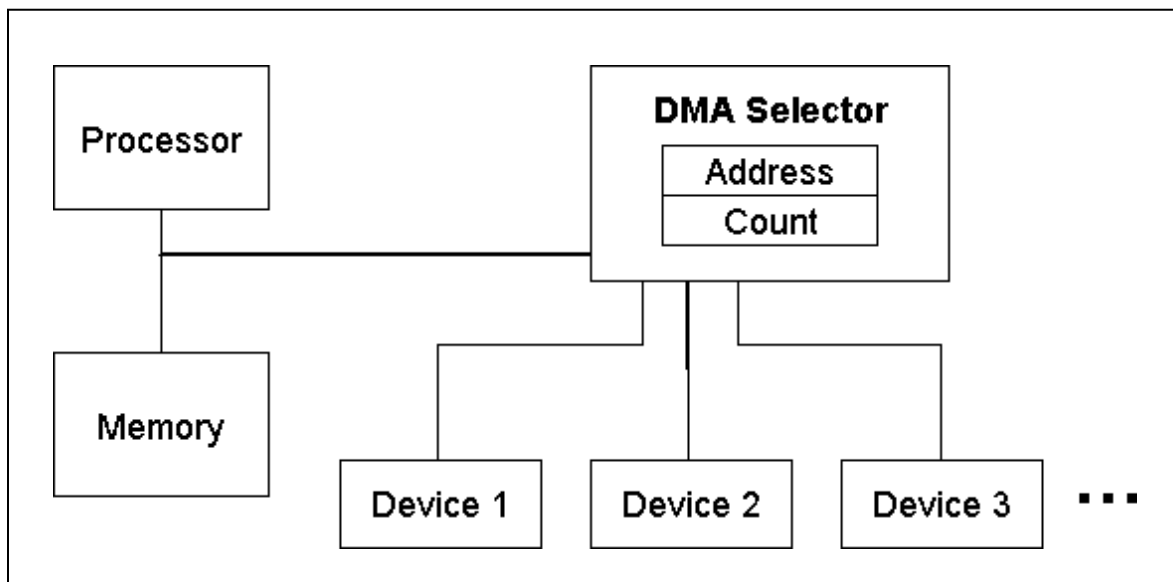 Processor
DMA Selector
Address
Count
Memory
Device 1
Device 2
Device 3
...